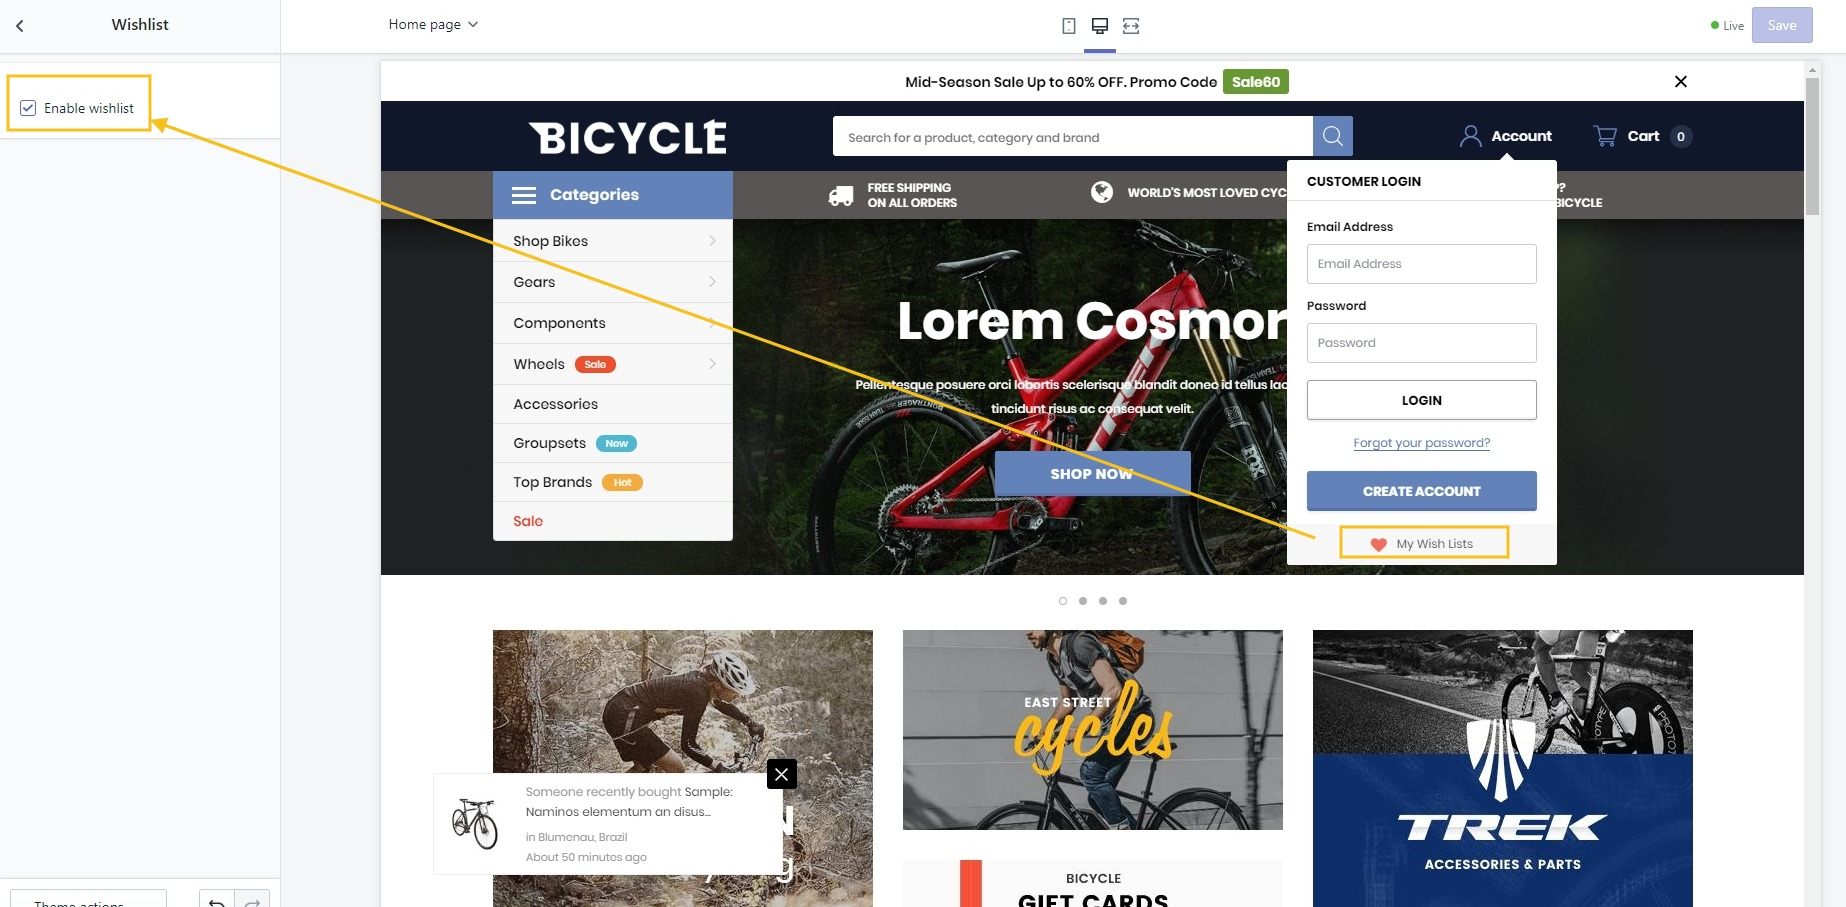 Wishlist
Home page
Live
Save
Enable wishlist
Mid-Season Sale Up to 60% OFF. Promo Code Sale60
BICYCLE
Search for a product, category and brand
Account
Cart 0
Categories
FREE SHIPPING
ON ALL ORDERS
WORLD'S MOST LOVED
BICYCLE
CUSTOMER LOGIN
Email Address
Email Address
Password
Password
LOGIN
Forgot your password?
CREATE ACCOUNT
My Wish Lists
Shop Bikes
Gears
Components
Wheels Sale
Accessories
Groupsets New
Top Brands Hot
Sale
Lorem
Pellentesque posuere orci lobortis scelerisque blandit donec id tellus
tincidunt risus ac consequat velit.
SHOP NOW
TREK
BONTRAGER
FOX
EAST STREET
cycles
TREK
ACCESSORIES & PARTS
Someone recently bought Sample:
Naminos elementum an disus...
in Blumenau, Brazil
About 50 minutes ago
BICYCLE
GIFT CARDS
Theme actions